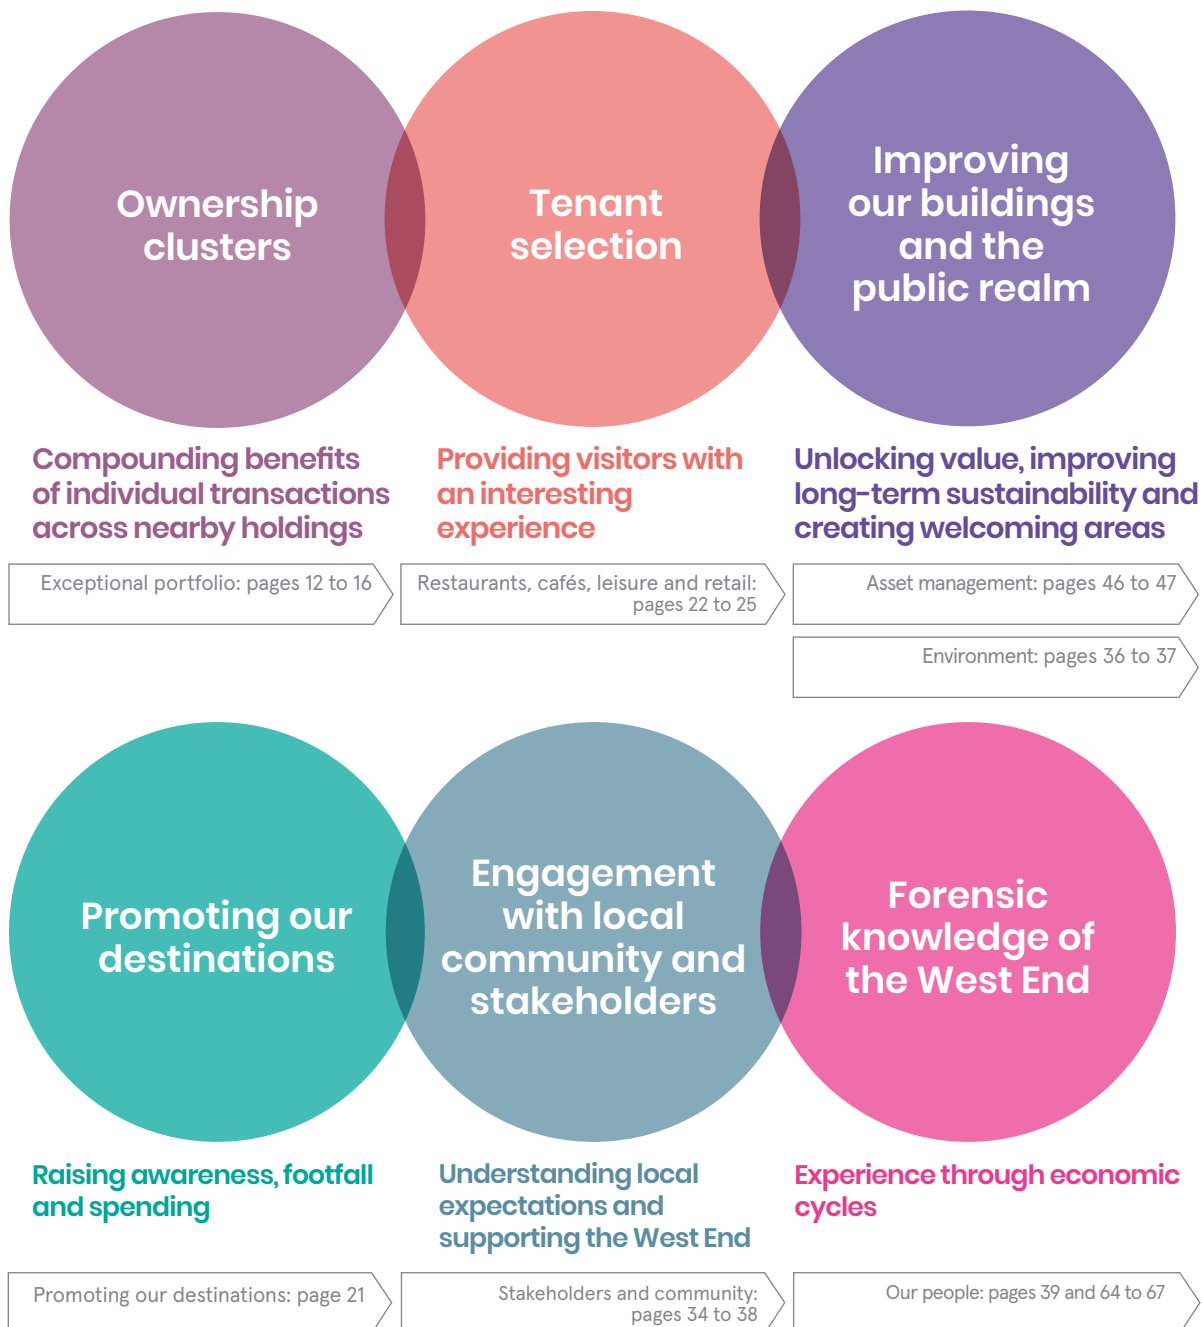 Ownership
clusters
Tenant
selection
Improving
our buildings
and the
public realm
Compounding benefits
of individual transactions
across nearby holdings
Providing visitors with
an interesting
experience
Unlocking value, improving
long-term sustainability and
creating welcoming areas
Exceptional portfolio: pages 12 to 16
Restaurants, cafés, leisure and retail:
pages 22 to 25
Asset management: pages 46 to 47
Environment: pages 36 to 37
Promoting our
destinations
Engagement
with local
community and
stakeholders
Forensic
knowledge of
the West End
Raising awareness, footfall
and spending
Understanding local
expectations and
supporting the West End
Experience through economic
cycles
Promoting our destinations: page 21
Stakeholders and community:
pages 34 to 38
Our people: pages 39 and 64 to 67